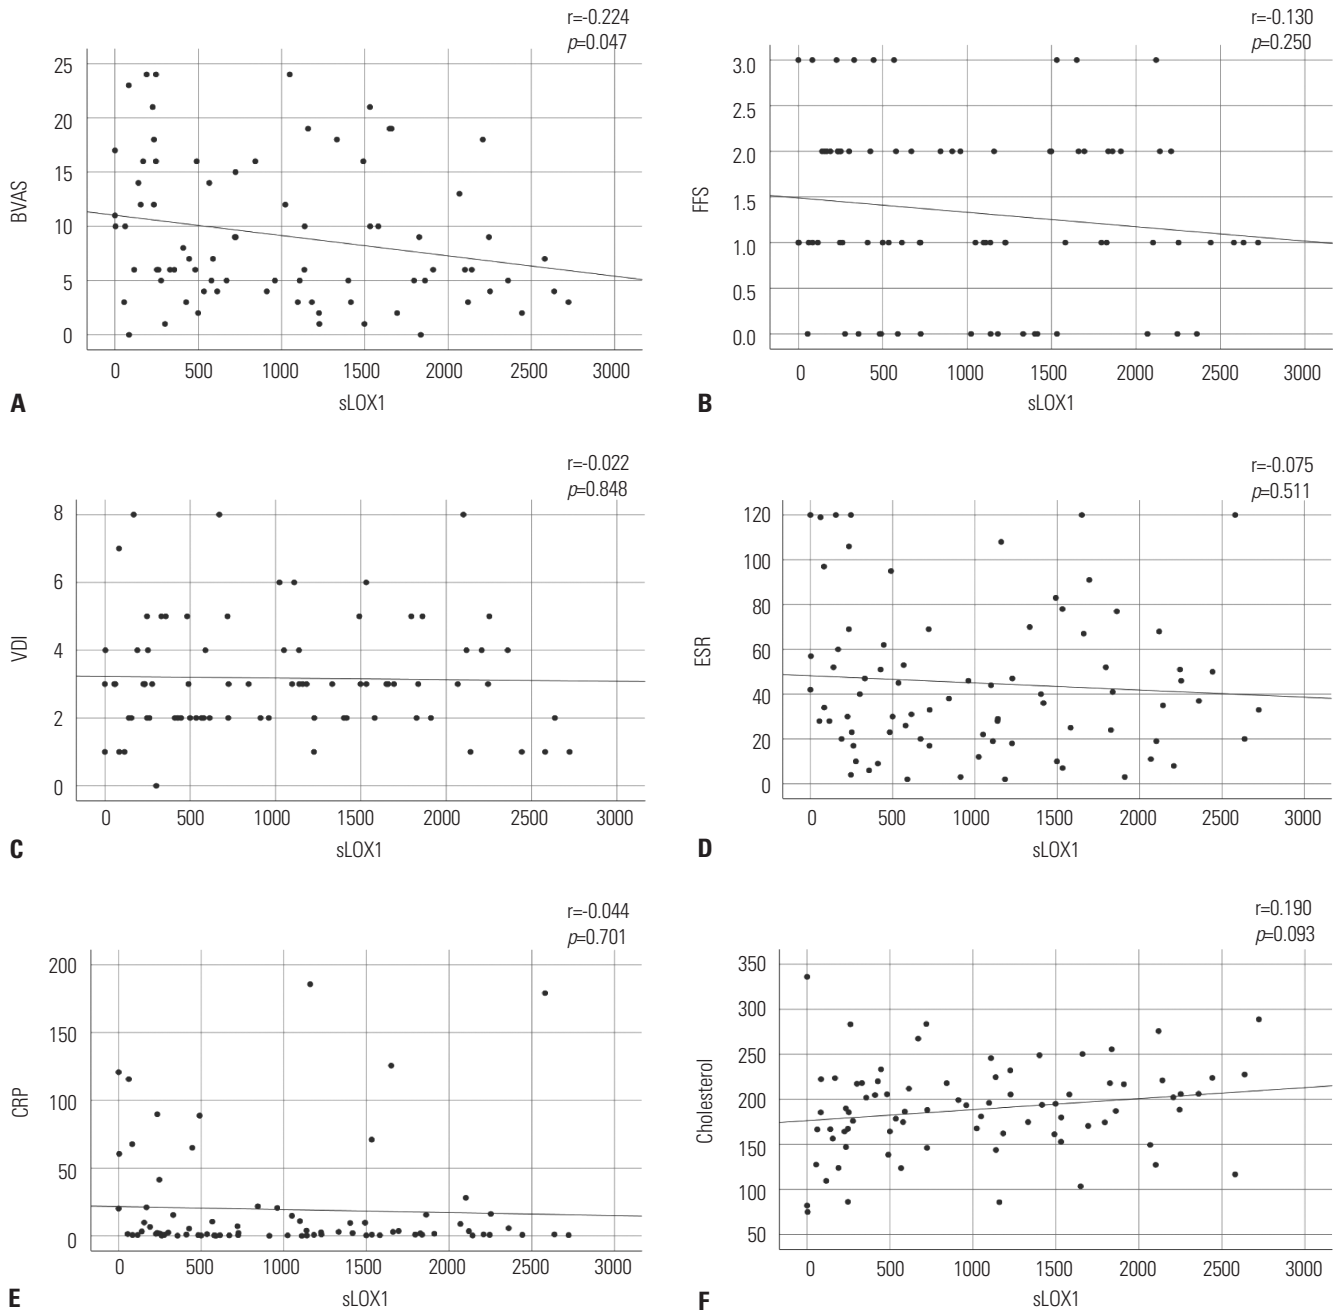 r=-0.224
p=0.047
25
20
15
10
5
0
BVAS
0 500 1000 1500 2000 2500 3000
sLOX1
A
r=-0.130
p=0.250
3.0
2.5
2.0
1.5
1.0
0.5
0.0
FFS
0 500 1000 1500 2000 2500 3000
sLOX1
B
r=-0.022
p=0.848
8
6
4
2
0
VDI
0 500 1000 1500 2000 2500 3000
sLOX1
C
r=-0.075
p=0.511
120
100
80
60
40
20
0
ESR
0 500 1000 1500 2000 2500 3000
sLOX1
D
r=-0.044
p=0.701
200
150
100
50
0
CRP
0 500 1000 1500 2000 2500 3000
sLOX1
E
r=0.190
p=0.093
350
300
250
200
150
100
50
Cholesterol
0 500 1000 1500 2000 2500 3000
sLOX1
F